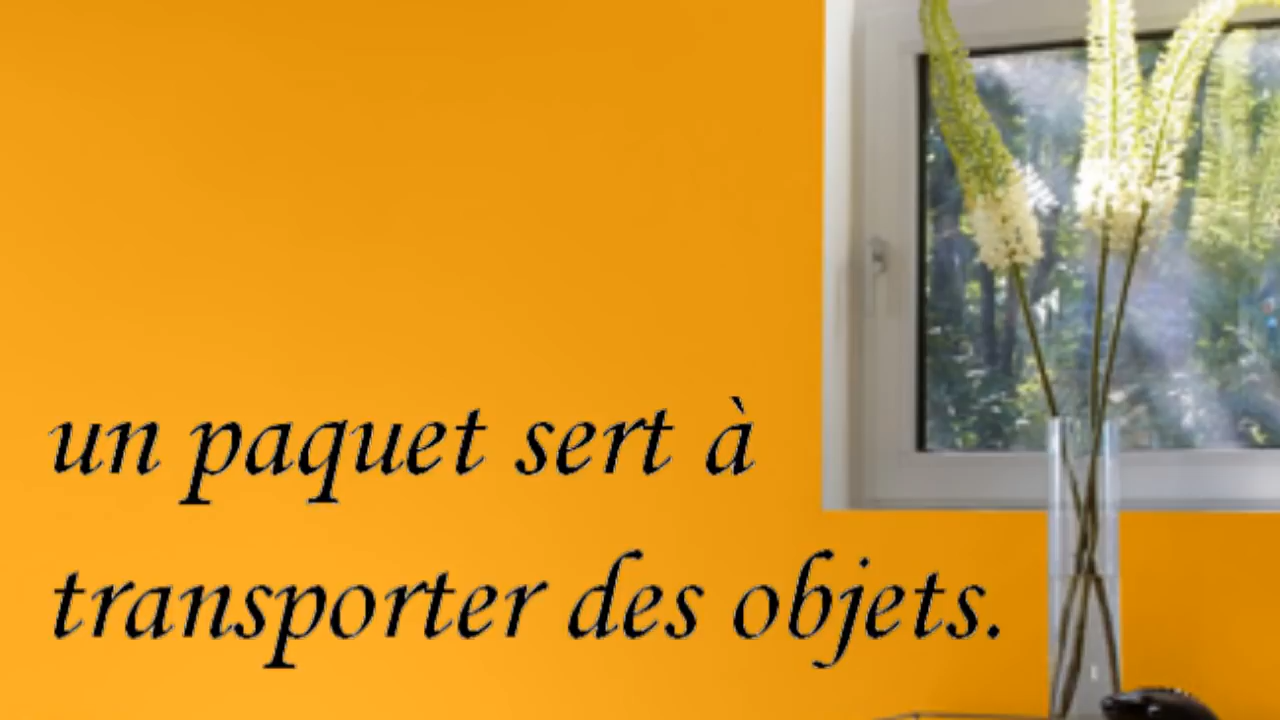 un paquet sert à
transporter des objets.